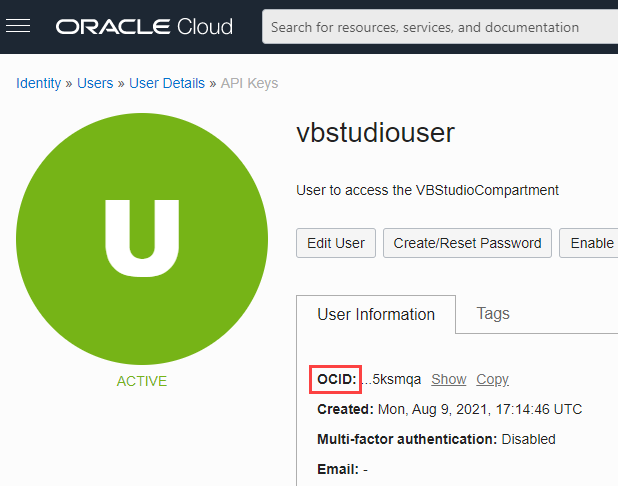 ORACLE Cloud
Search for resources, services, and documentation
Identity » Users » User Details » API Keys
U
ACTIVE
vbstudiouser
User to access the VBStudioCompartment
Edit User Create/Reset Password Enable
User Information Tags
OCID: ...5ksmqa Show Copy
Created: Mon, Aug 9, 2021, 17:14:46 UTC
Multi-factor authentication: Disabled
Email: -